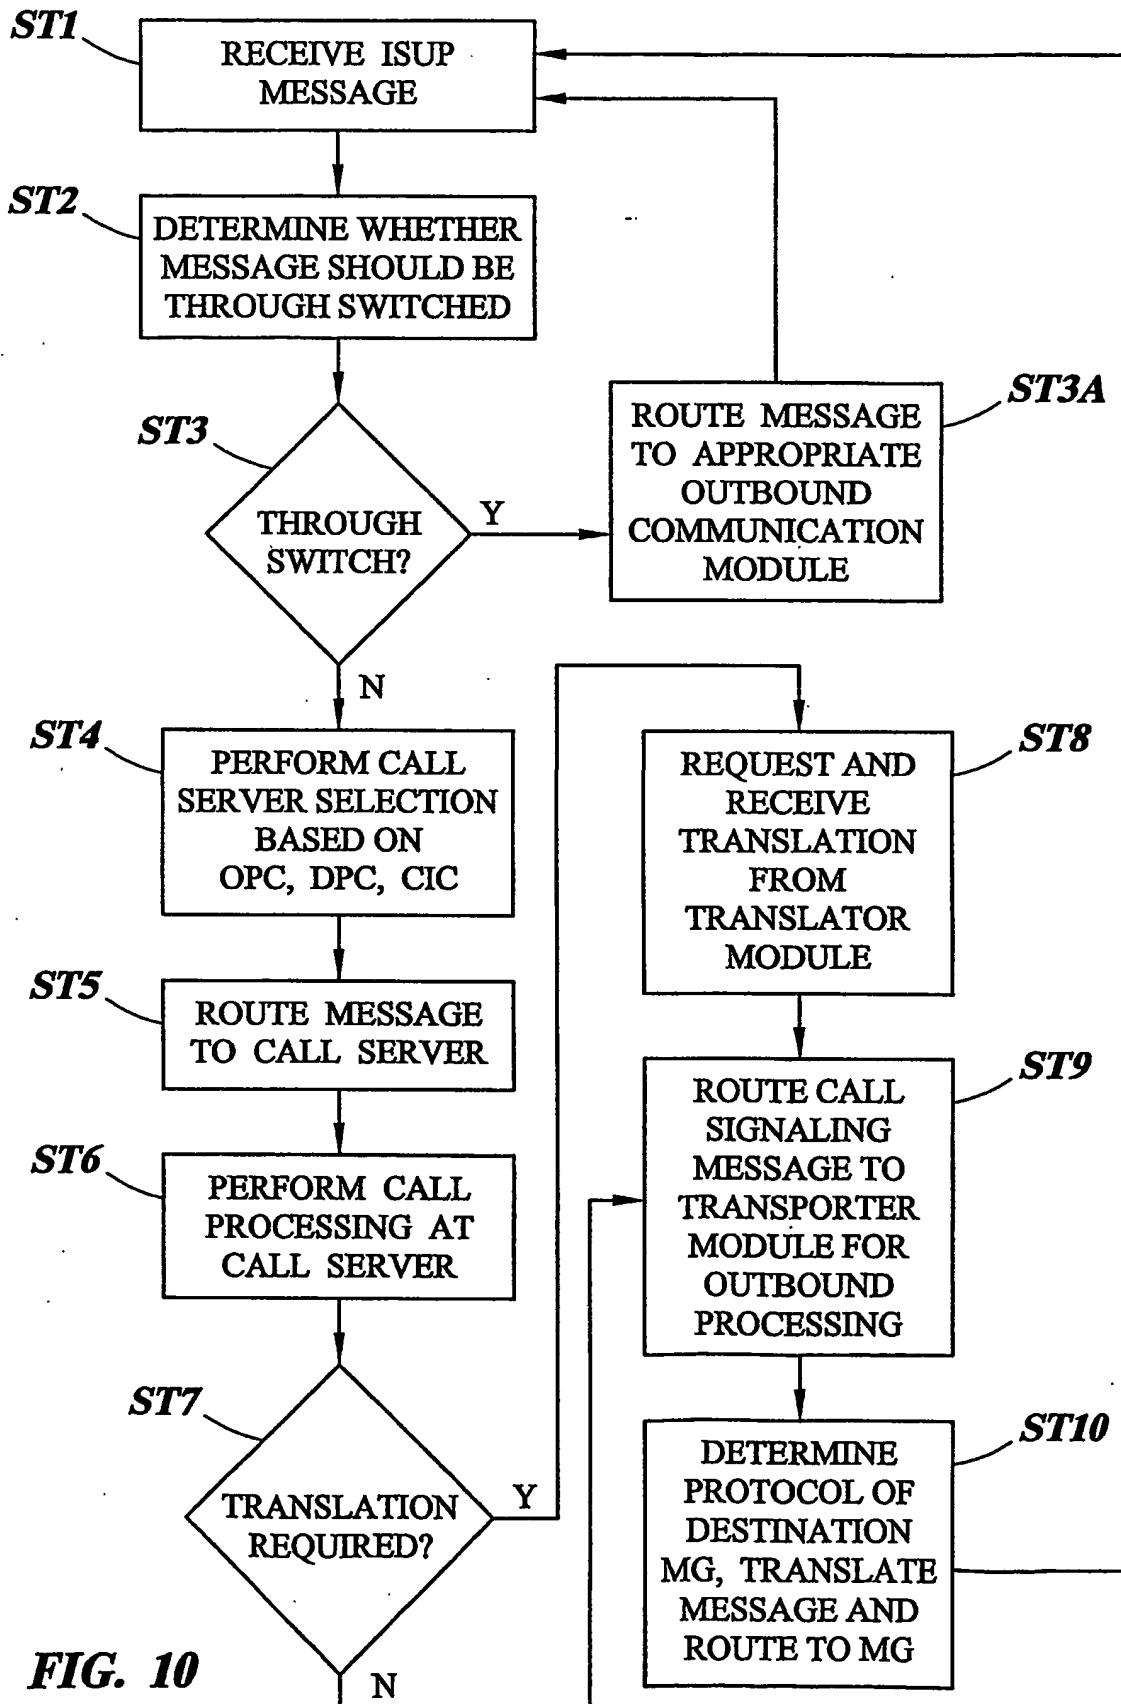 ST1
RECEIVE ISUP
MESSAGE
ST2
DETERMINE WHETHER
MESSAGE SHOULD BE
THROUGH SWITCHED
ST3
THROUGH
SWITCH?
Y
N
ST3A
ROUTE MESSAGE
TO APPROPRIATE
OUTBOUND
COMMUNICATION
MODULE
ST4
PERFORM CALL
SERVER SELECTION
BASED ON
OPC, DPC, CIC
ST5
ROUTE MESSAGE
TO CALL SERVER
ST6
PERFORM CALL
PROCESSING AT
CALL SERVER
ST7
TRANSLATION
REQUIRED?
Y
N
ST8
REQUEST AND
RECEIVE
TRANSLATION
FROM
TRANSLATOR
MODULE
ST9
ROUTE CALL
SIGNALING
MESSAGE TO
TRANSPORTER
MODULE FOR
OUTBOUND
PROCESSING
ST10
DETERMINE
PROTOCOL OF
DESTINATION
MG, TRANSLATE
MESSAGE AND
ROUTE TO MG
FIG. 10